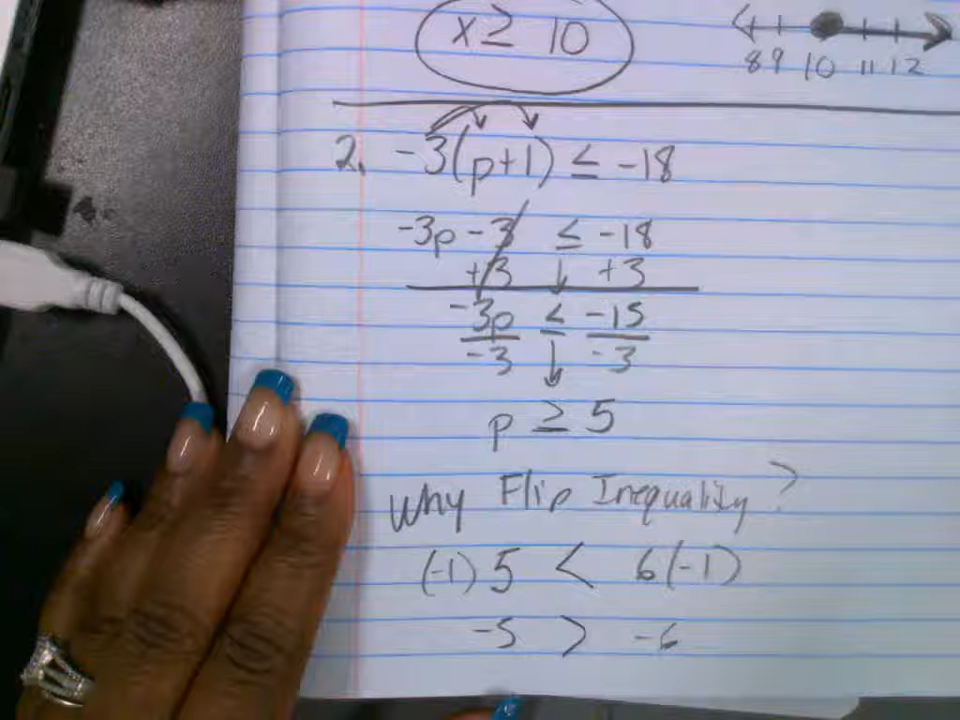 x ≥ 10
8 9 10 11 12
2. -3(p+1) ≤ -18
-3p - 3 ≤ -18
+3 ↓ +3
-3p ≤ -15
-3 ↓ -3
p ≥ 5
Why Flip Inequality?
(-1) 5 < 6(-1)
-5 > -6